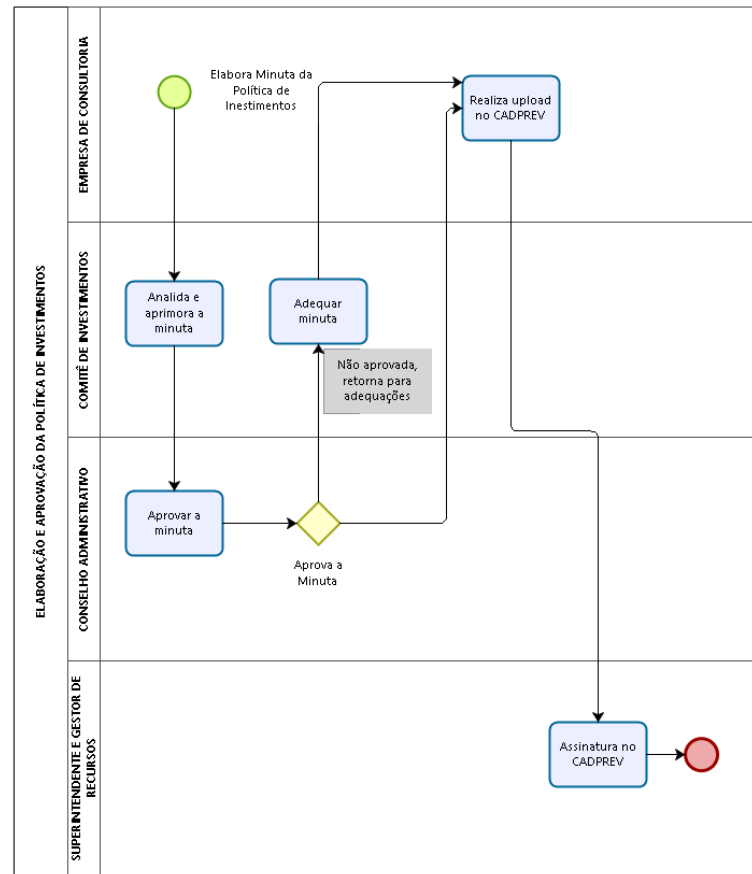 ELABORAÇÃO E APROVAÇÃO DA POLÍTICA DE INVESTIMENTOS
EMPRESA DE CONSULTORIA
Elabora Minuta da
Política de
Inestimentos
Realiza upload
no CADPREV
COMITÊ DE INVESTIMENTOS
Analida e
aprimora a
minuta
Adequar
minuta
Não aprovada,
retorna para
adequações
CONSELHO ADMINISTRATIVO
Aprovar a
minuta
Aprova a
Minuta
SUPERINTENDENTE E GESTOR DE
RECURSOS
Assinatura no
CADPREV